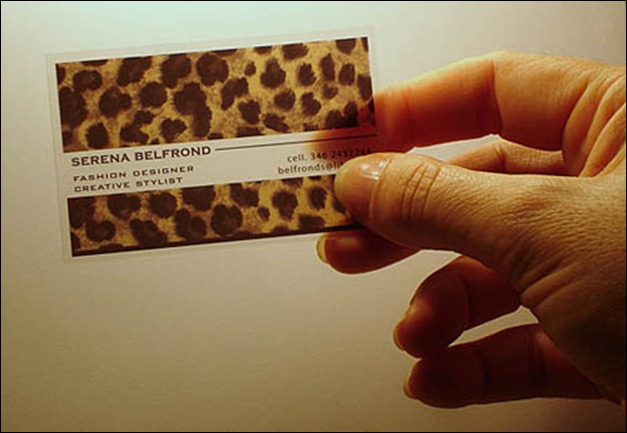 SERENA BELFROND
FASHION DESIGNER
CREATIVE STYLIST
cell. 346